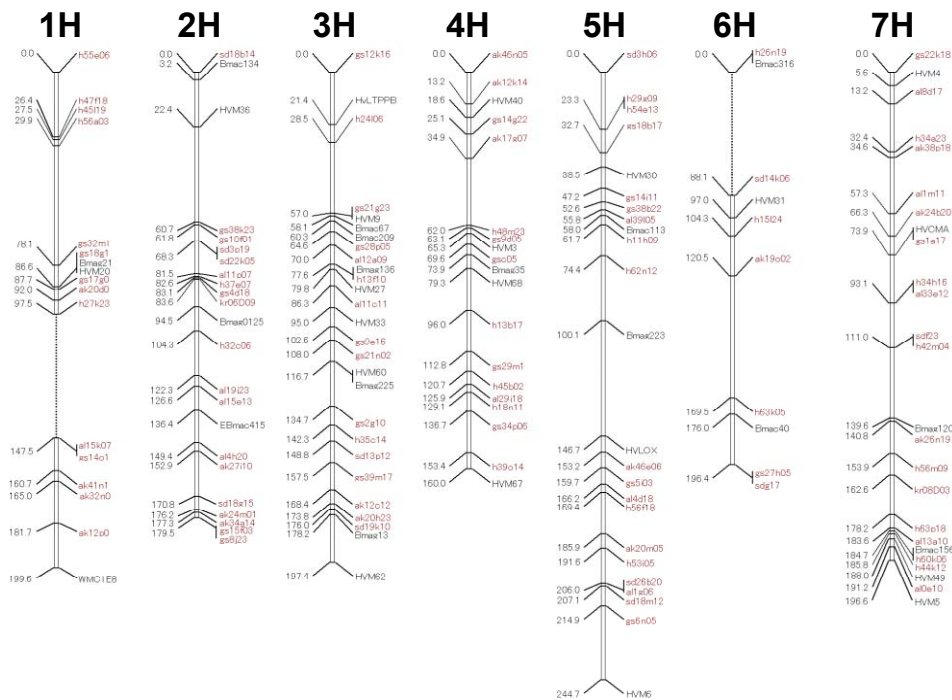 1H
0.0 h55e06
26.4 h47f18
27.5 h45l19
29.9 h56a03
78.1 gs32mi
gs18g1
Bmag21
86.6 HVM20
87.7 gs17g0
92.0 ak20d0
97.5 h27k23
147.5 al15k07
gs14o1
160.7 ak41n1
165.0 ak32n0
181.7 ak12p0
199.6 WMC1E8
2H
0.0 sd18b14
3.2 Bmac134
22.4 HVM36
60.7 gs38k23
61.8 gs10f01
68.3 sd3o19
sd22k05
81.5 al11p07
82.6 h37e07
83.1 gs4d18
83.6 kr06D09
94.5 Bmag0125
104.3 h32c06
122.3 al19i23
126.6 al15e13
136.4 EBmac415
149.4 al4h20
152.9 ak27i10
170.8 sd18g15
176.2 ak24m01
177.3 ak34a14
179.5 gs15f03
gs8j23
3H
0.0 gs12k16
21.4 HvLTPPB
28.5 h24l06
57.0 gs21g23
HVM9
58.1 Bmac67
60.3 Bmac209
64.6 gs28p05
70.0 al12a09
77.6 Bmag136
h13f10
79.8 HVM27
86.3 al11c11
95.0 HVM33
102.6 gs0e16
108.0 gs21n02
116.7 HVM60
Bmag225
134.7 gs2g10
142.3 h35c14
148.8 sd13p12
157.5 gs39m17
168.4 ak12c12
173.8 ak20h23
176.0 sd19k10
178.2 Bmag13
197.4 HVM62
4H
0.0 ak46n05
13.2 ak12k14
18.6 HVM40
25.1 gs14g22
34.9 ak17g07
62.0 h48m23
63.1 gs9d05
65.3 HVM3
69.6 gsc05
73.9 Bmag35
79.3 HVM68
96.0 h13b17
112.8 gs29m1
120.7 h45b02
125.9 al29i18
129.1 h18n11
136.7 gs34p06
153.4 h39o14
160.0 HVM67
5H
0.0 sd3h06
23.3 h29g09
h54e13
32.7 gs18b17
38.5 HVM30
47.2 gs14i11
52.6 gs38b22
55.8 al39l05
58.0 Bmac113
61.7 h11h09
74.4 h62n12
100.1 Bmag223
146.7 HVLOX
153.2 ak46e06
159.7 gs5i03
166.2 al4d18
169.4 h56f18
185.9 ak20m05
191.6 h53i05
206.0 sd26b20
al1g06
207.1 sd18m12
214.9 gs6n05
244.7 HVM6
6H
0.0 h26n19
Bmac316
88.1 sd14k06
97.0 HVM31
104.3 h15l24
120.5 ak19o02
169.5 h63k05
176.0 Bmac40
196.4 gs27h05
sdg17
7H
0.0 gs22k18
5.6 HVM4
13.2 al8d17
32.4 h34a23
34.6 ak38p18
57.3 al1m11
66.3 ak24b20
73.9 HVCMA
gs1a17
93.1 h34h16
al33e12
111.0 sdf23
h42m04
139.6 Bmag120
140.8 ak26n19
153.9 h56m09
162.6 kr08D03
178.2 h63p18
183.6 al13a10
184.7 Bmac156
h60k06
185.8 h44k12
188.0 HVM49
191.2 al0e10
196.6 HVM5